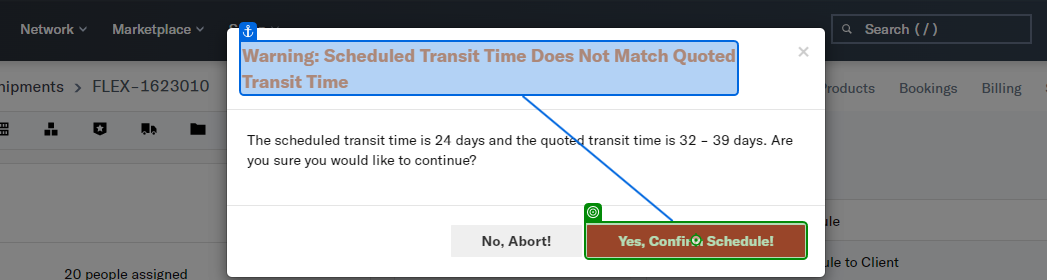 Network Marketplace Search ( / )
Warning: Scheduled Transit Time Does Not Match Quoted
Transit Time
×
hipments > FLEX-1623010
Products Bookings Billing
The scheduled transit time is 24 days and the quoted transit time is 32 – 39 days. Are
you sure you would like to continue?
No, Abort! Yes, Confirm Schedule!
ule
20 people assigned
ule to Client